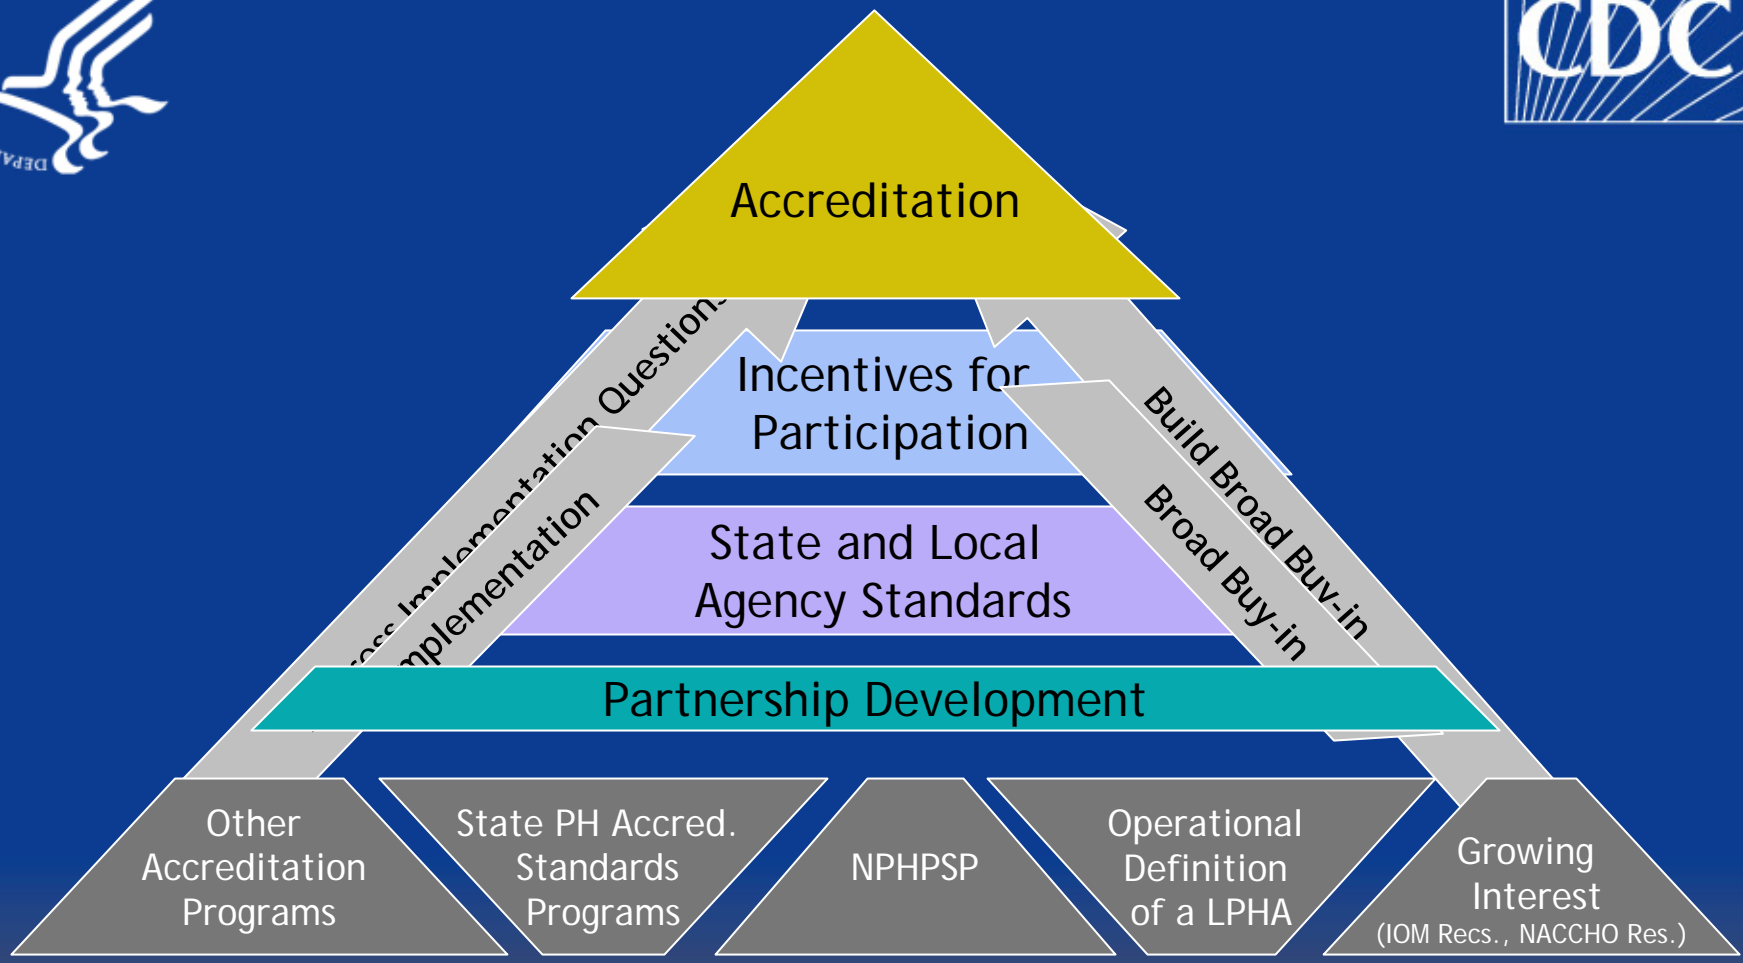 DEPA
CDC
Accreditation
Implementation Questions
Incentives for
Participation
Build Broad Buy-in
Implementation
Broad Buy-in
State and Local
Agency Standards
Partnership Development
Other
Accreditation
Programs
State PH Accred.
Standards
Programs
NPHPSP
Operational
Definition
of a LPHA
Growing
Interest
(IOM Recs., NACCHO Res.)